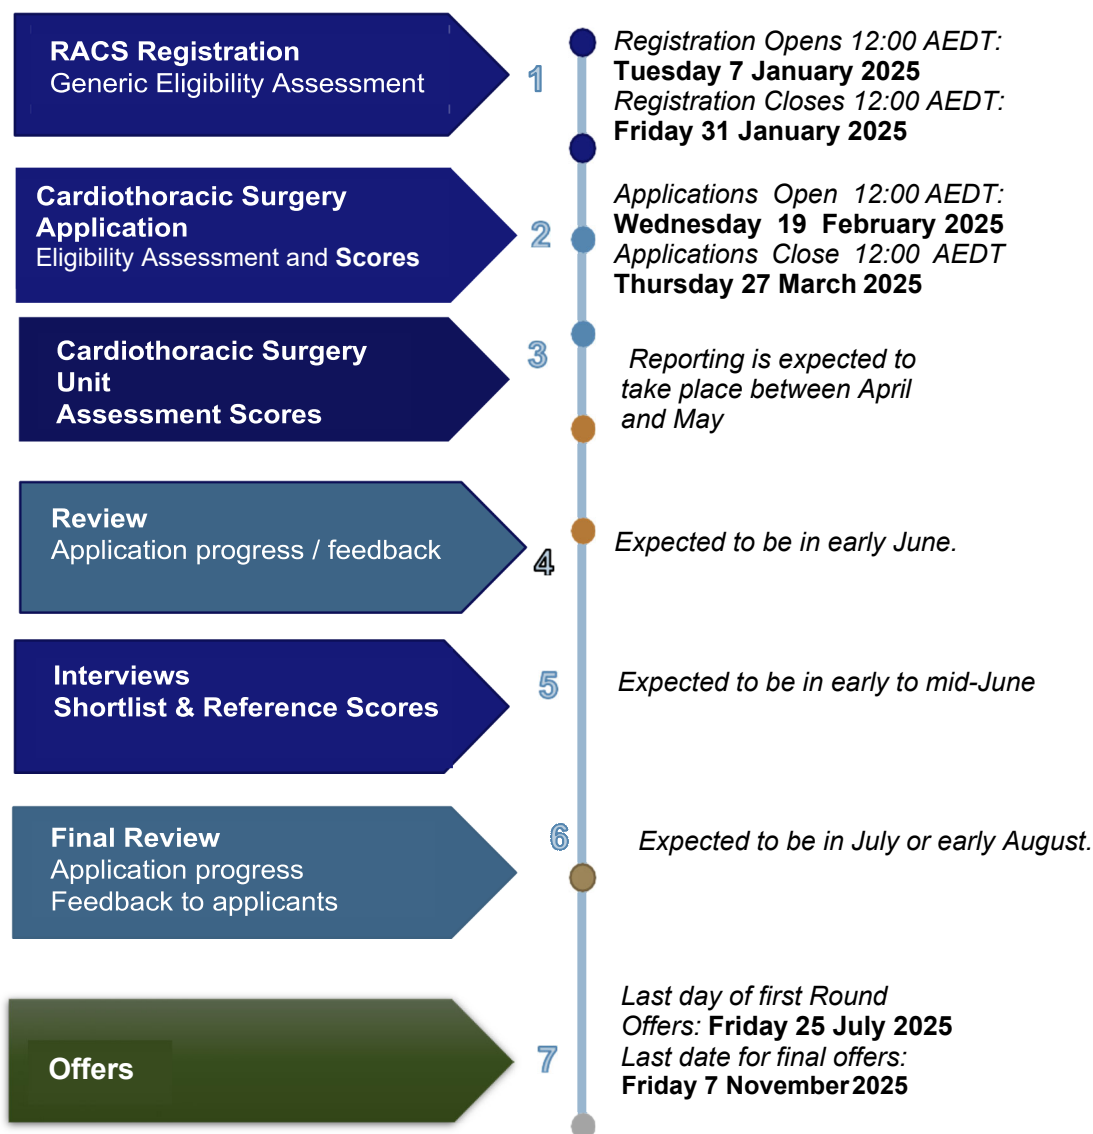 RACS Registration
Generic Eligibility Assessment
1
Registration Opens 12:00 AEDT:
Tuesday 7 January 2025
Registration Closes 12:00 AEDT:
Friday 31 January 2025
Cardiothoracic Surgery
Application
Eligibility Assessment and Scores
2
Applications Open 12:00 AEDT:
Wednesday 19 February 2025
Applications Close 12:00 AEDT
Thursday 27 March 2025
Cardiothoracic Surgery
Unit
Assessment Scores
3
Reporting is expected to
take place between April
and May
Review
Application progress / feedback
4
Expected to be in early June.
Interviews
Shortlist & Reference Scores
5
Expected to be in early to mid-June
Final Review
Application progress
Feedback to applicants
6
Expected to be in July or early August.
Offers
7
Last day of first Round
Offers: Friday 25 July 2025
Last date for final offers:
Friday 7 November 2025